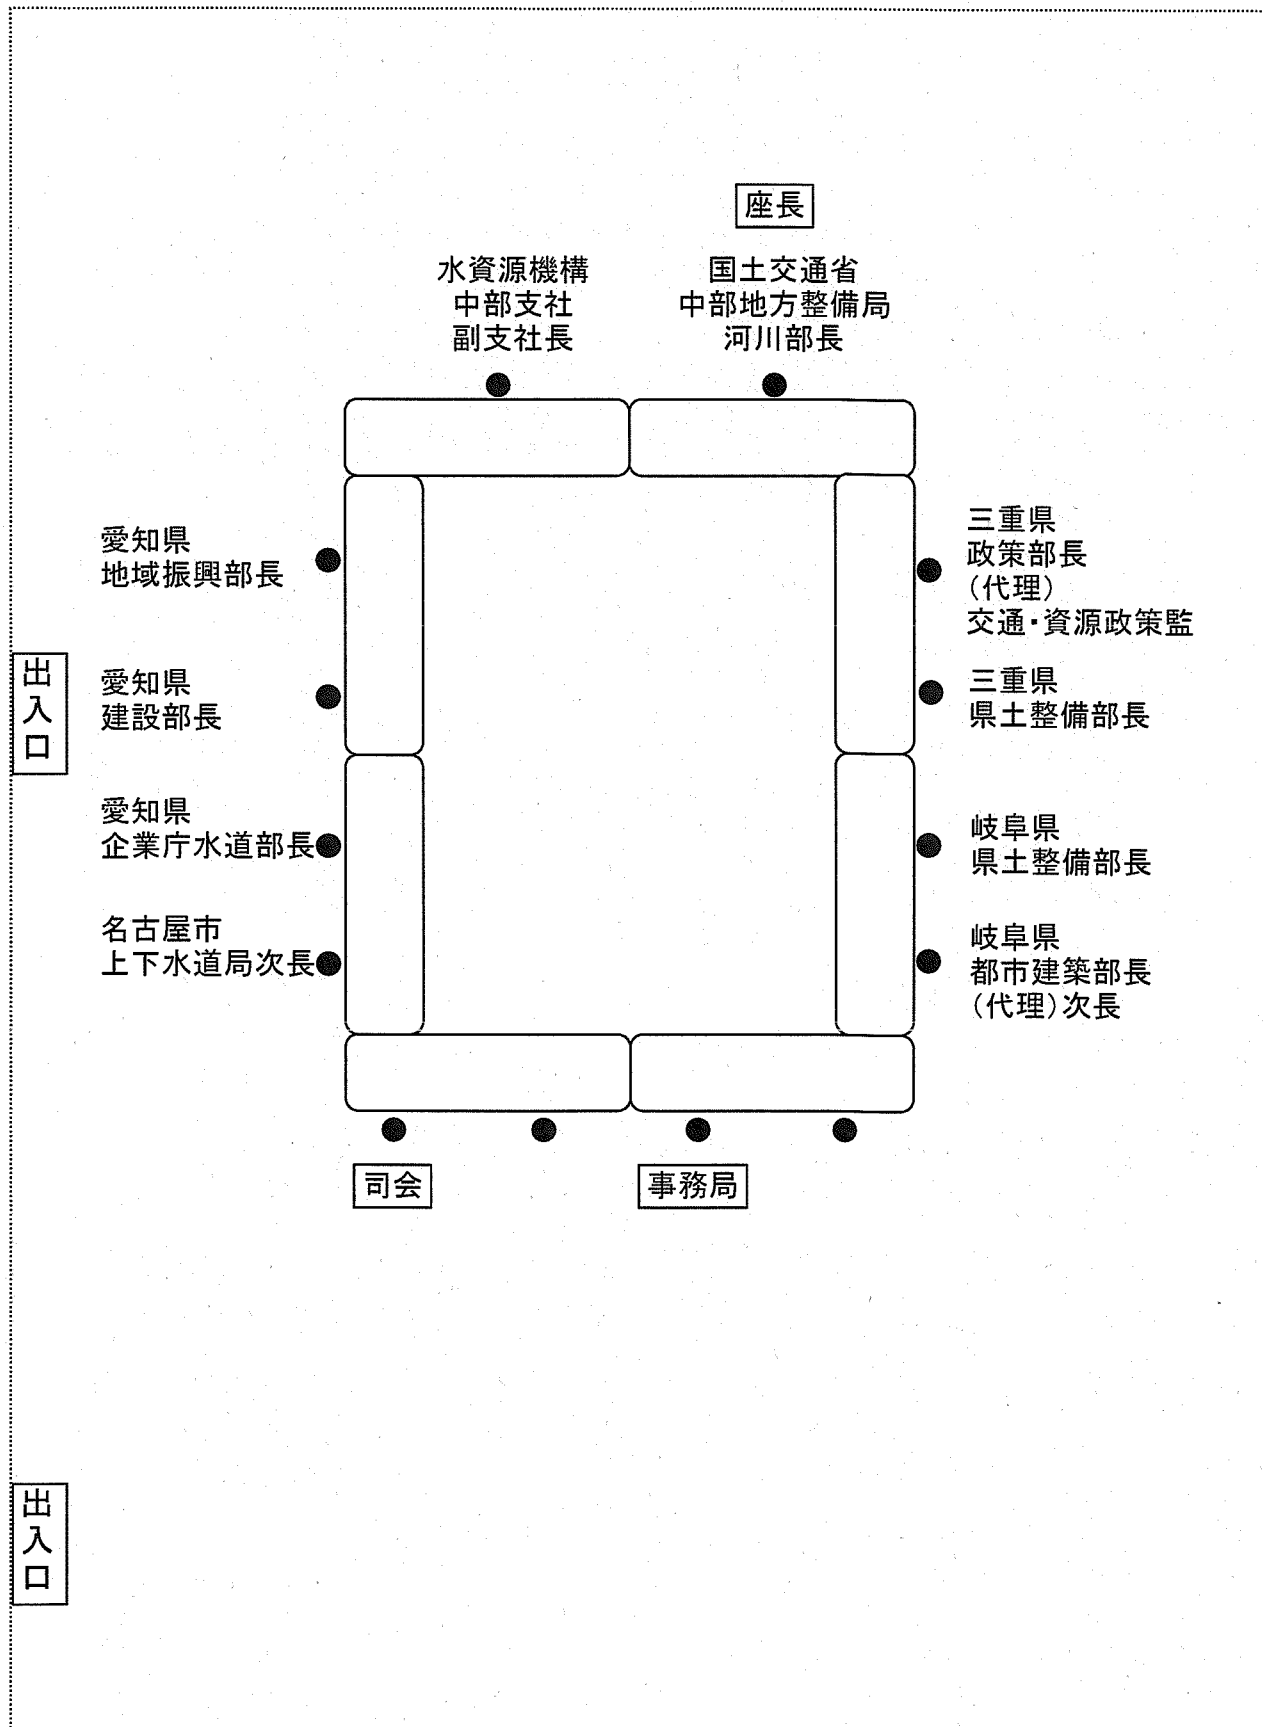 座長
水資源機構
中部支社
副支社長
国土交通省
中部地方整備局
河川部長
愛知県
地域振興部長
愛知県
建設部長
愛知県
企業庁水道部長
名古屋市
上下水道局次長
三重県
政策部長
(代理)
交通・資源政策監
三重県
県土整備部長
岐阜県
県土整備部長
岐阜県
都市建築部長
(代理)次長
司会
事務局
出入口
出入口